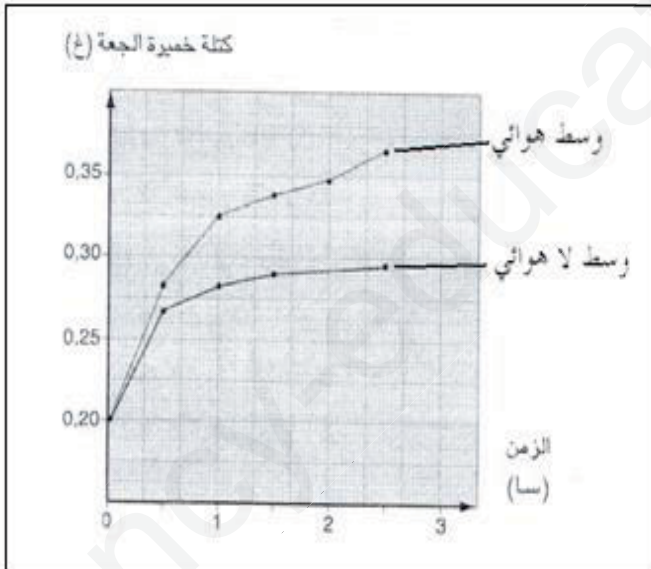 كتلة خميرة الجعة (غ)
0,35
0,30
0,25
0,20
وسط هوائي
وسط لا هوائي
الزمن
(سا)
0 1 2 3